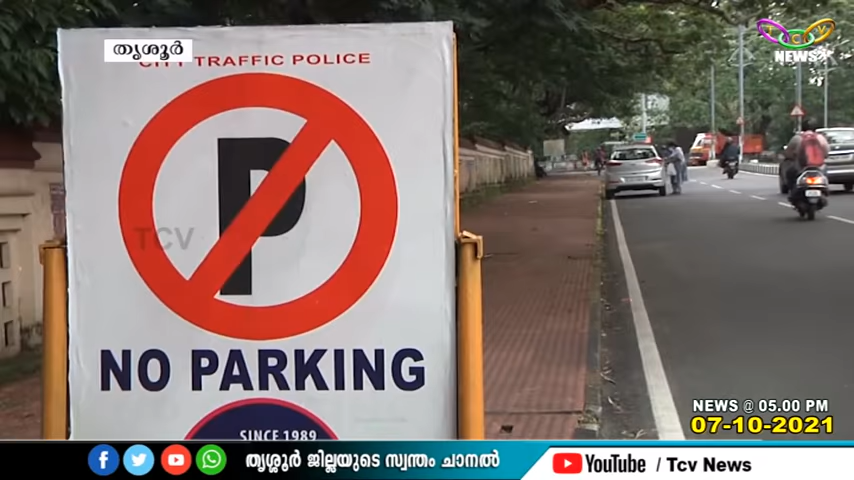 തൃശൂർ
CITY TRAFFIC POLICE
TCV
NEWS
P
TCV
NO PARKING
SINCE 1989
NEWS @ 05.00 PM
07-10-2021
തൃശ്ശൂർ ജില്ലയുടെ സ്വന്തം ചാനൽ
YouTube / Tcv News